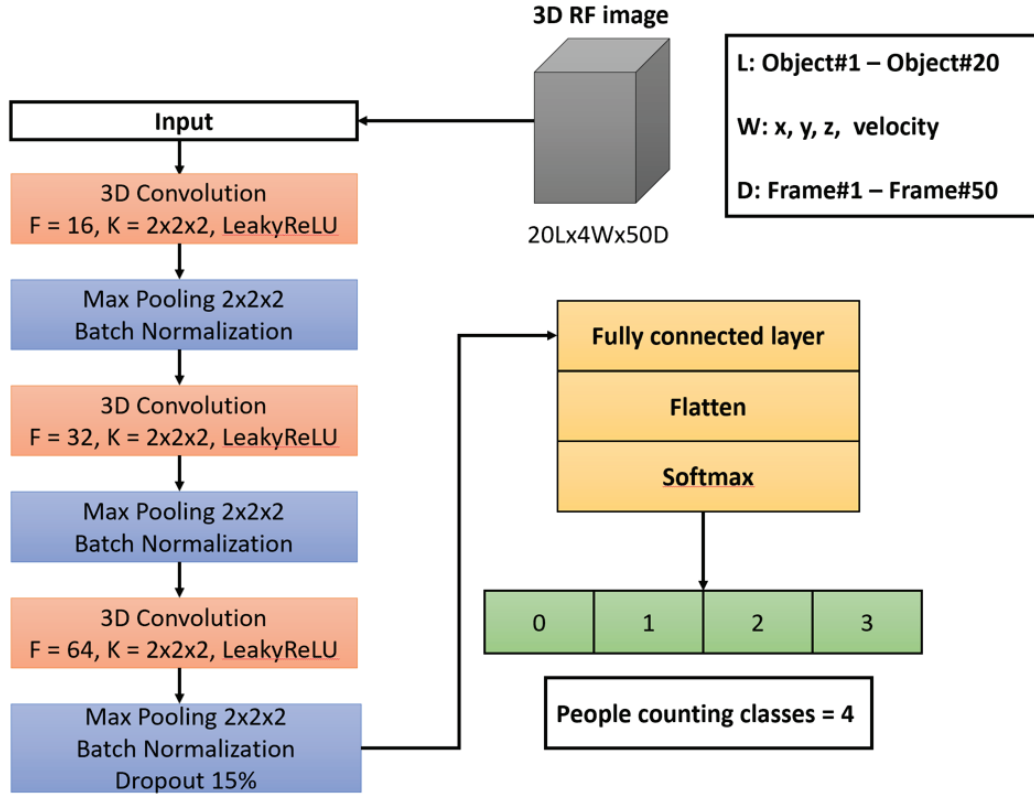 3D RF image
L: Object#1 – Object#20
W: x, y, z, velocity
D: Frame#1 – Frame#50
20Lx4Wx50D
Input
3D Convolution
F = 16, K = 2x2x2, LeakyReLU
Max Pooling 2x2x2
Batch Normalization
3D Convolution
F = 32, K = 2x2x2, LeakyReLU
Max Pooling 2x2x2
Batch Normalization
3D Convolution
F = 64, K = 2x2x2, LeakyReLU
Max Pooling 2x2x2
Batch Normalization
Dropout 15%
Fully connected layer
Flatten
Softmax
0 1 2 3
People counting classes = 4